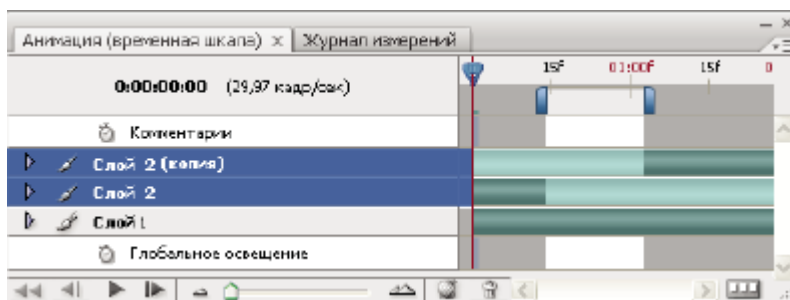 Анимация (временная шкала) x Журнал измерений
0:00:00:00 (29,97 кадр/сек) 15f 01:00f 15f 0
Комментарии
Слой 2 (копия)
Слой 2
Слой 1
Глобальное освещение